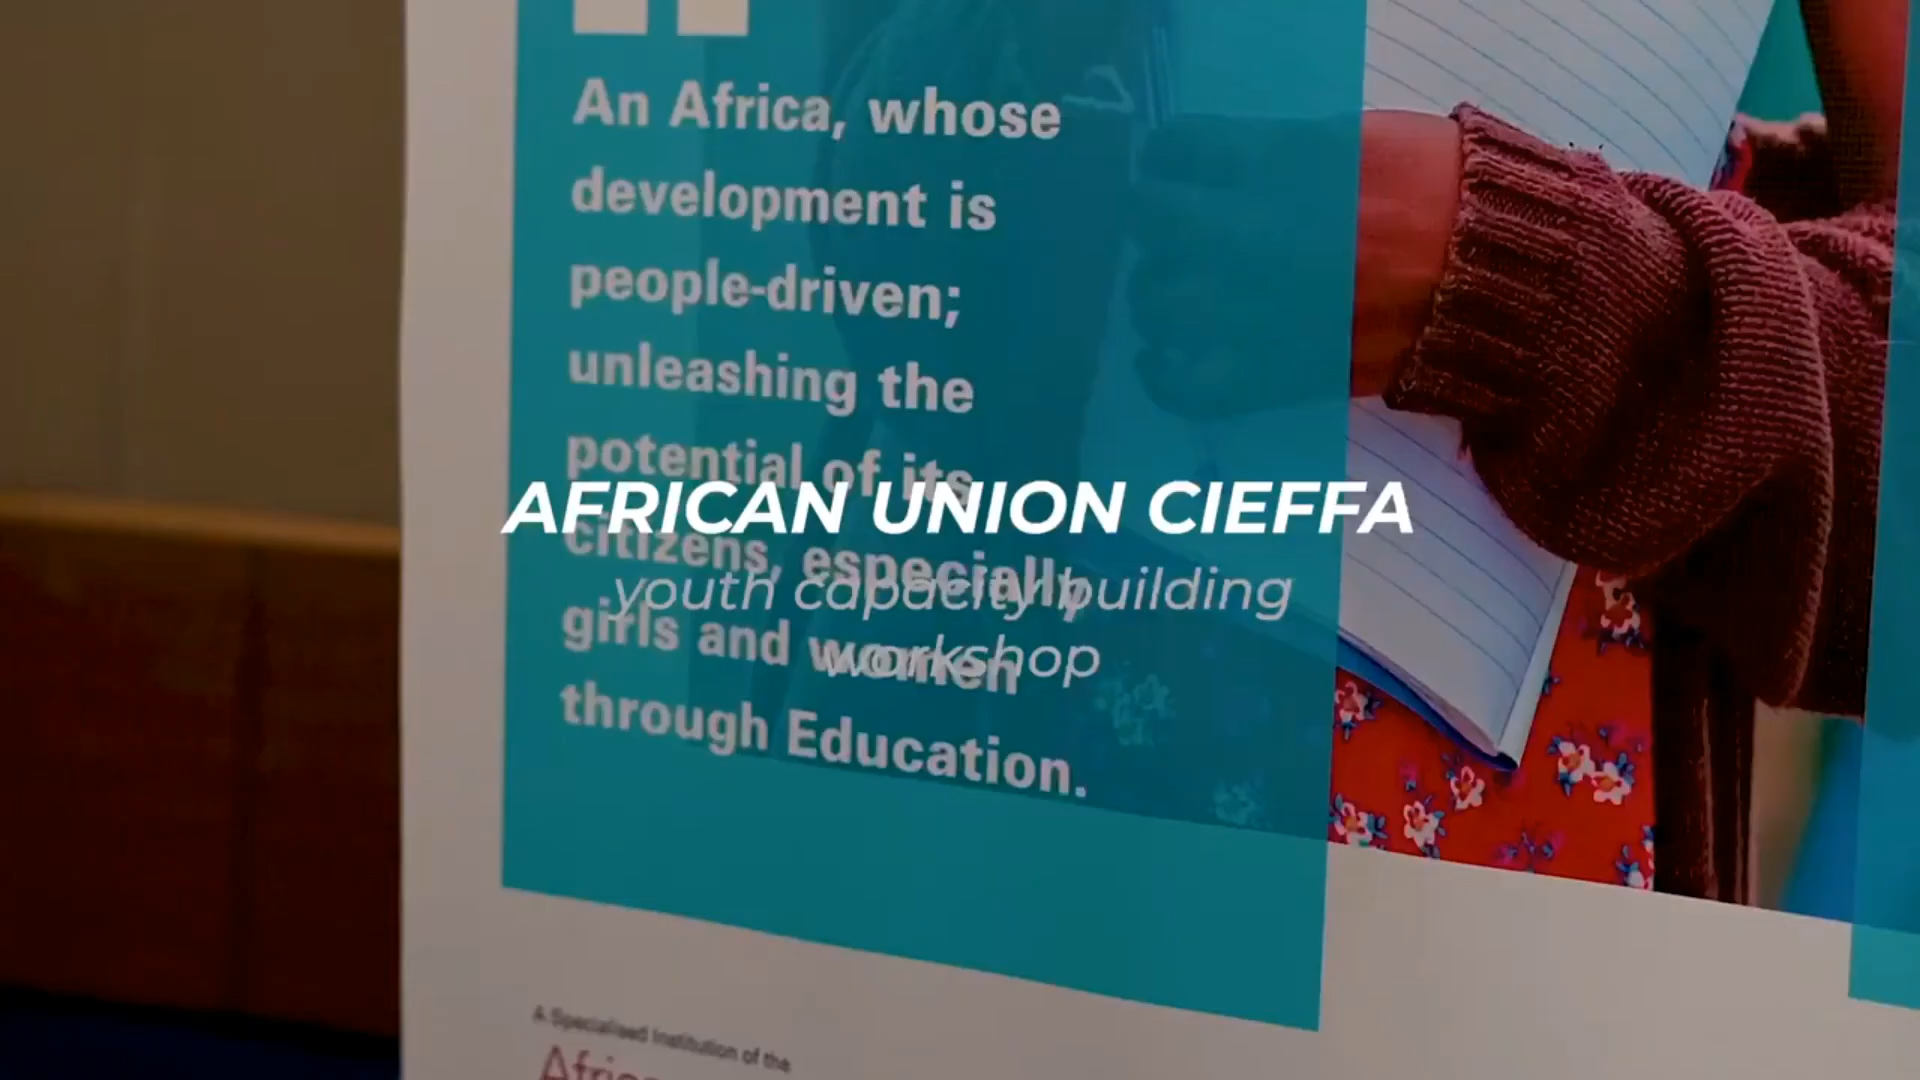 An Africa, whose
development is
people-driven;
unleashing the
potential of its
citizens, especially
girls and women
through Education.
AFRICAN UNION CIEFFA
youth capacity building
workshop
A Specialised Institution of the